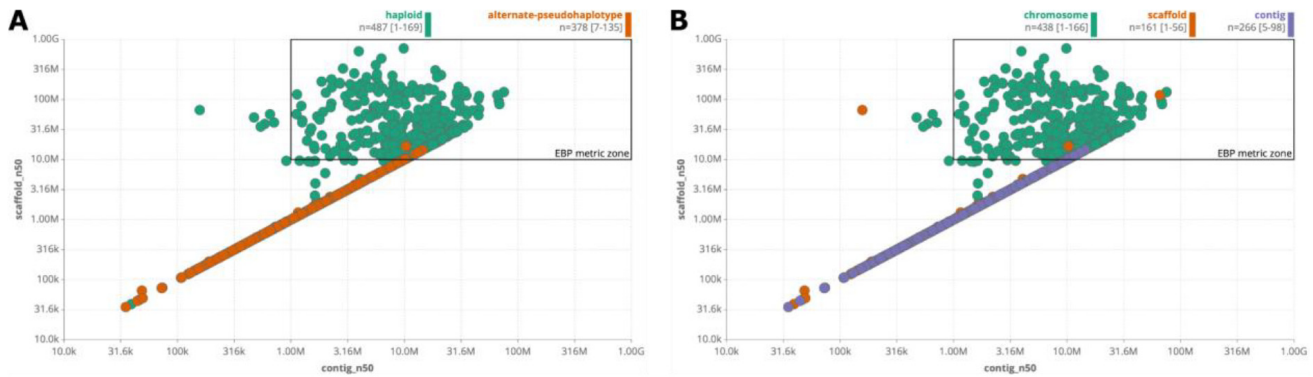 A
haploid
n=487 [1-169]
alternate-pseudohaplotype
n=378 [7-135]
1.00G
316M
100M
31.6M
10.0M
3.16M
1.00M
316k
100k
31.6k
10.0k
scaffold_n50
EBP metric zone
10.0k 31.6k 100k 316k 1.00M 3.16M 10.0M 31.6M 100M 316M 1.00G
contig_n50
B
chromosome
n=438 [1-166]
scaffold
n=161 [1-56]
contig
n=266 [5-98]
1.00G
316M
100M
31.6M
10.0M
3.16M
1.00M
316k
100k
31.6k
10.0k
scaffold_n50
EBP metric zone
10.0k 31.6k 100k 316k 1.00M 3.16M 10.0M 31.6M 100M 316M 1.00G
contig_n50